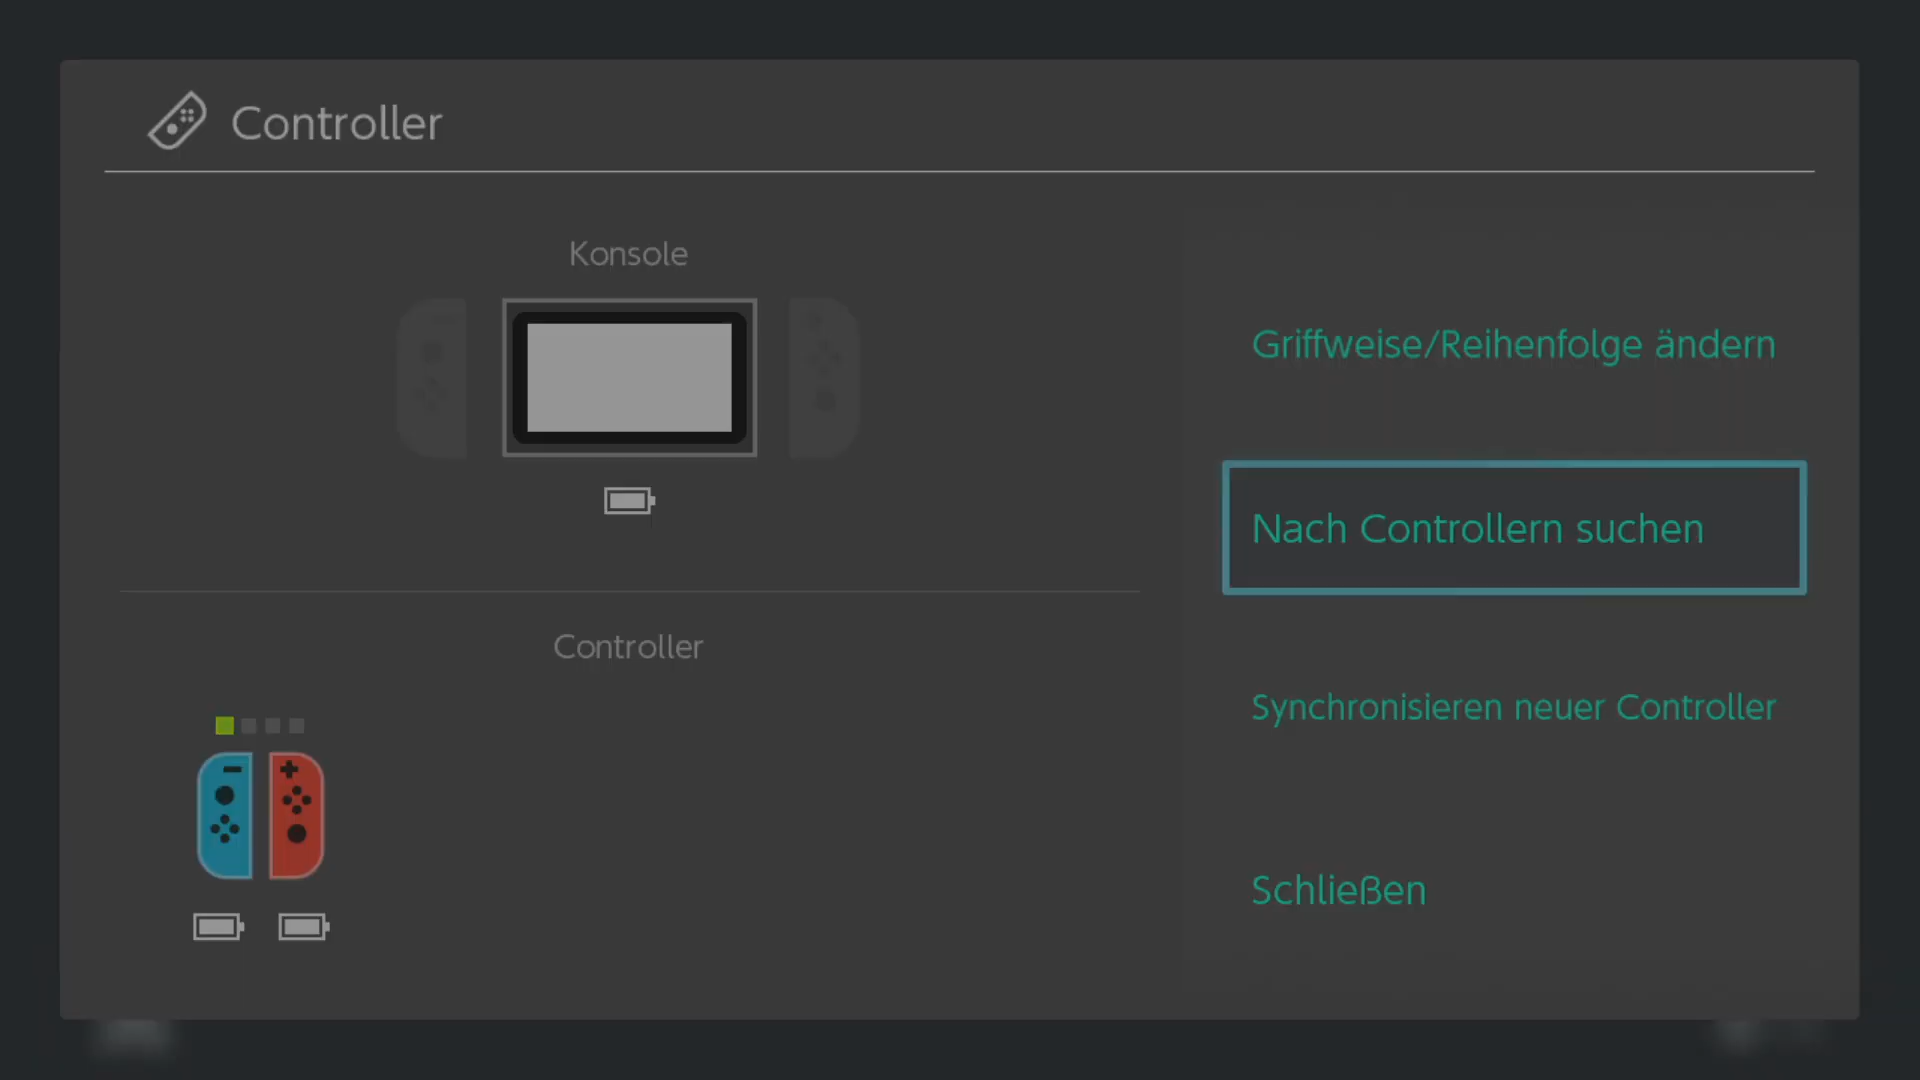 Controller
Konsole
Griffweise/Reihenfolge ändern
Nach Controllern suchen
Controller
Synchronisieren neuer Controller
Schließen